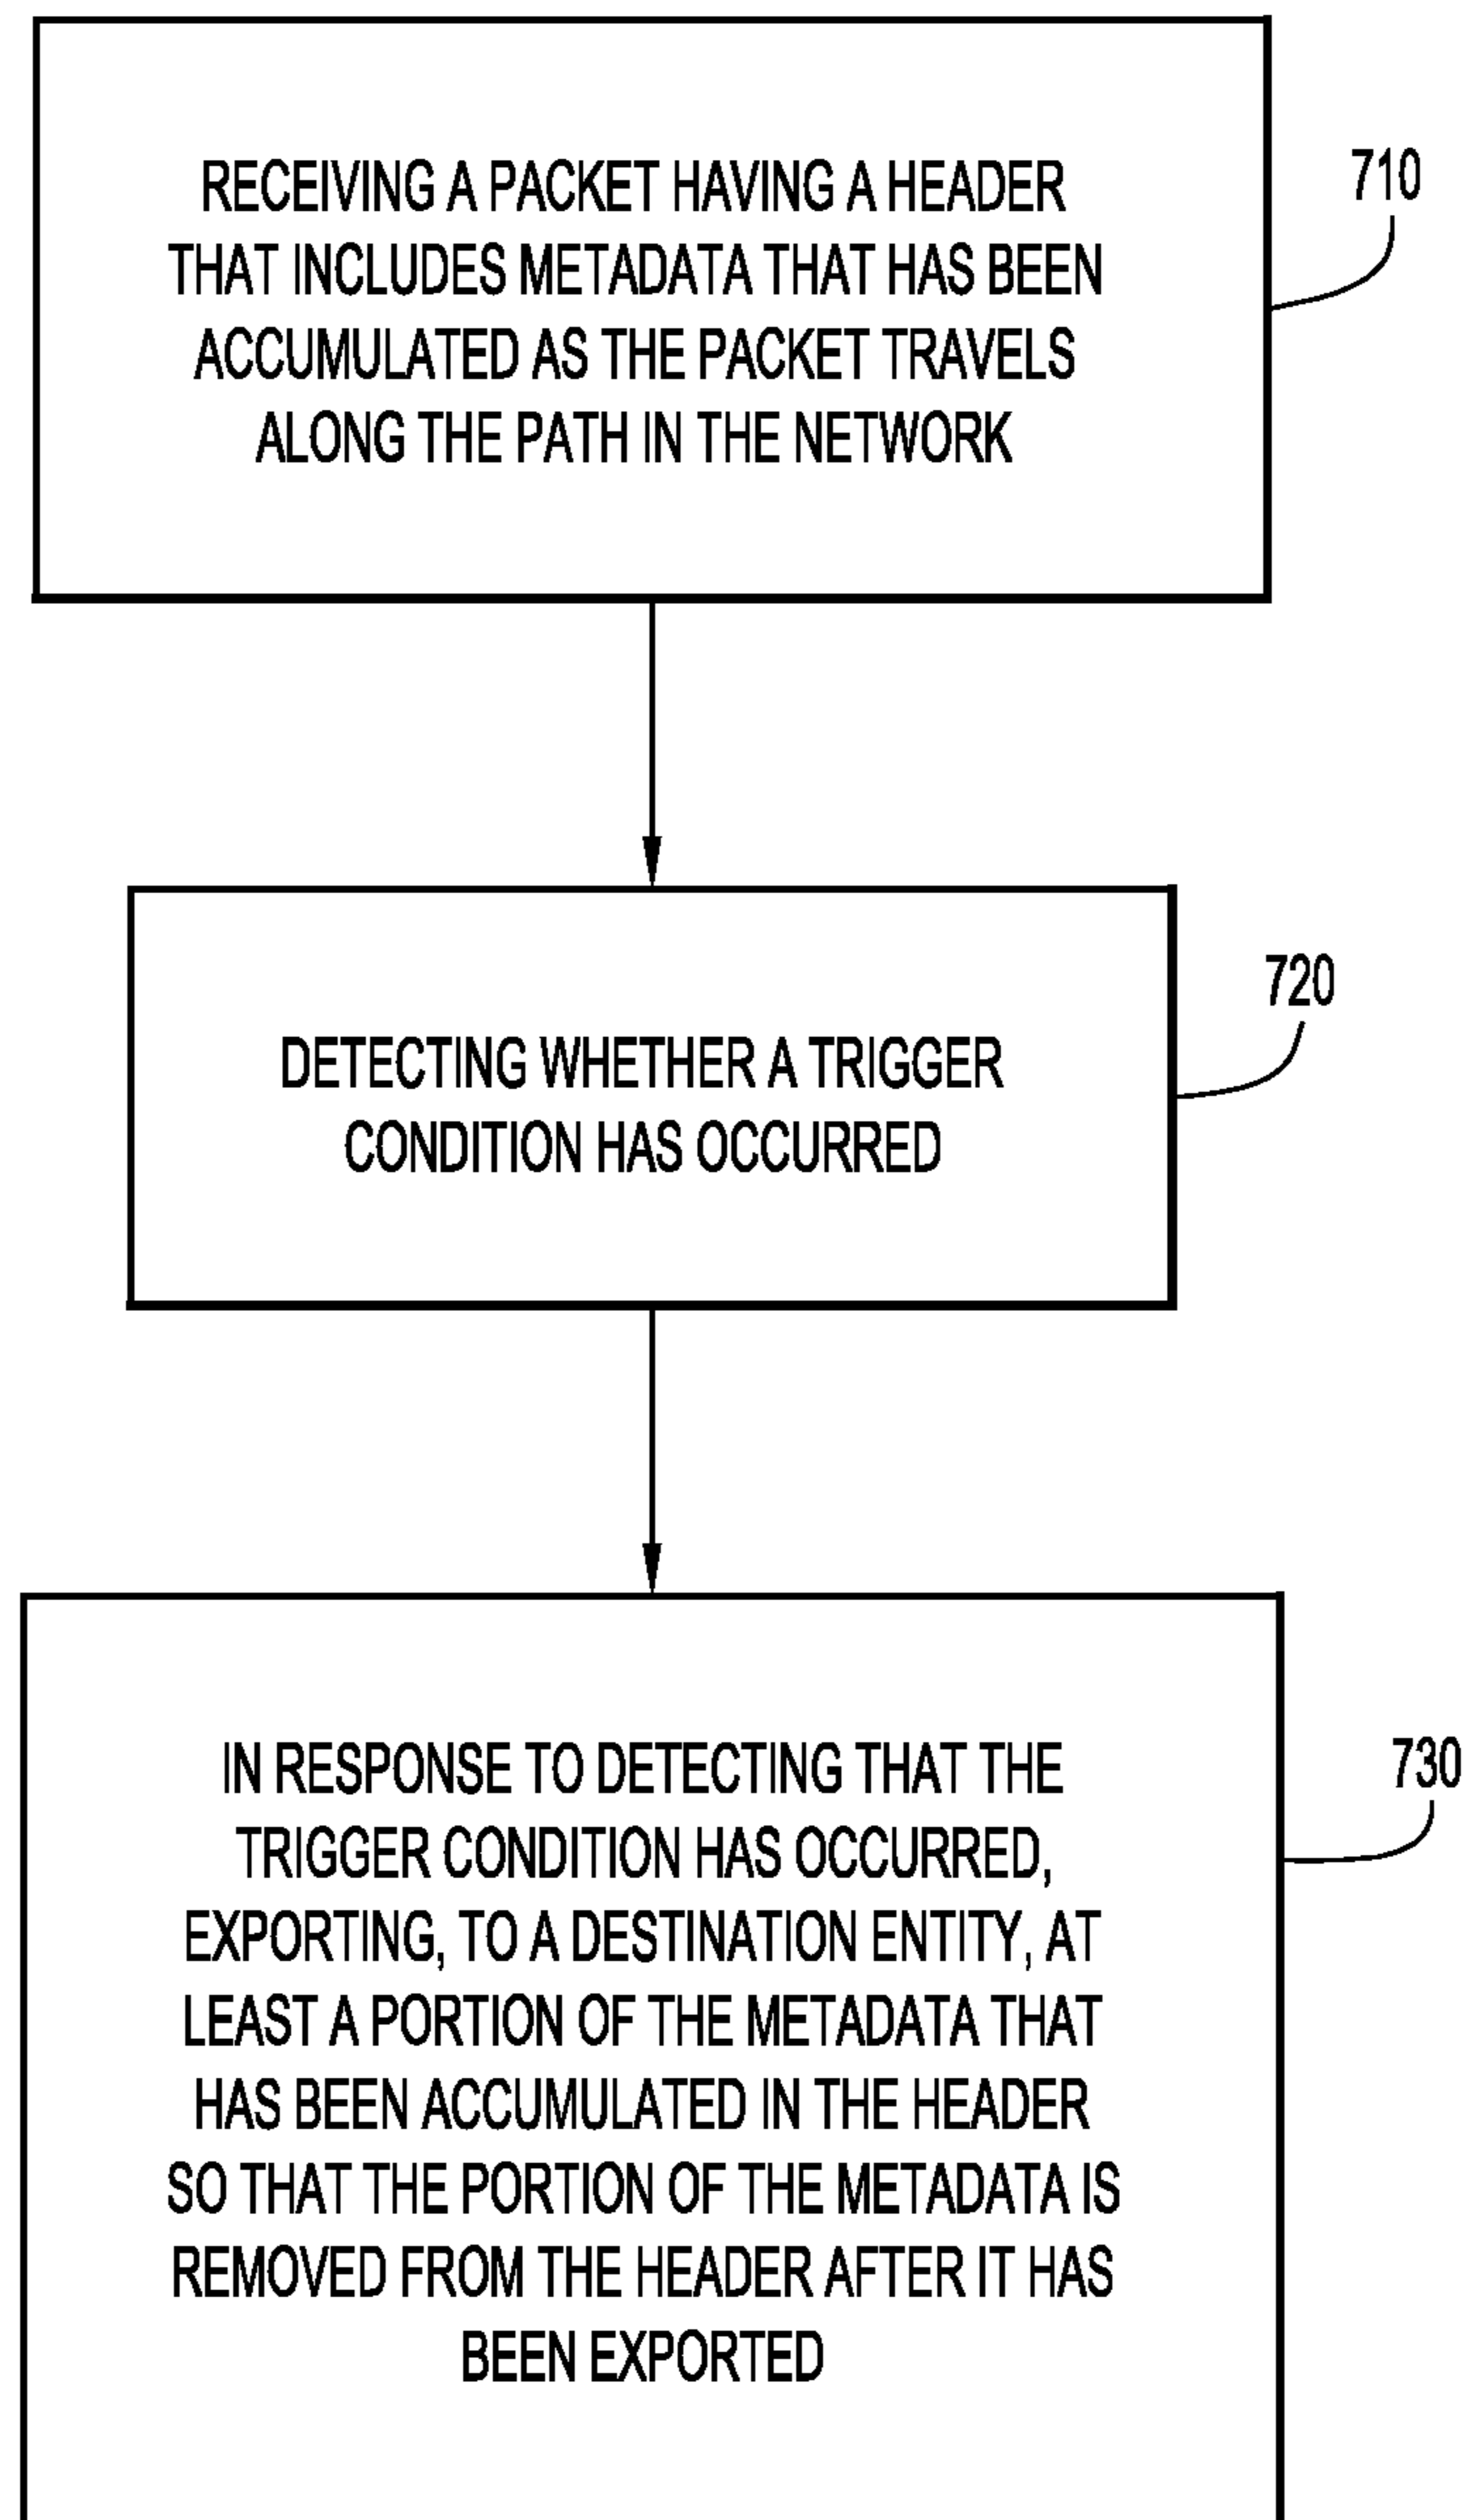 RECEIVING A PACKET HAVING A HEADER
THAT INCLUDES METADATA THAT HAS BEEN
ACCUMULATED AS THE PACKET TRAVELS
ALONG THE PATH IN THE NETWORK
710
DETECTING WHETHER A TRIGGER
CONDITION HAS OCCURRED
720
IN RESPONSE TO DETECTING THAT THE
TRIGGER CONDITION HAS OCCURRED,
EXPORTING, TO A DESTINATION ENTITY, AT
LEAST A PORTION OF THE METADATA THAT
HAS BEEN ACCUMULATED IN THE HEADER
SO THAT THE PORTION OF THE METADATA IS
REMOVED FROM THE HEADER AFTER IT HAS
BEEN EXPORTED
730